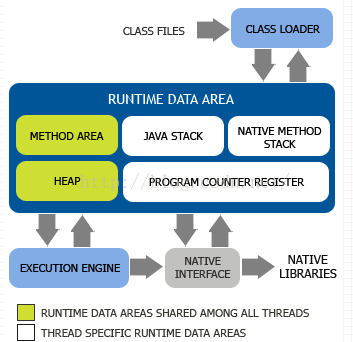 CLASS FILES
CLASS LOADER
RUNTIME DATA AREA
METHOD AREA
JAVA STACK
NATIVE METHOD
STACK
HEAP
PROGRAM COUNTER REGISTER
EXECUTION ENGINE
NATIVE
INTERFACE
NATIVE
LIBRARIES
RUNTIME DATA AREAS SHARED AMONG ALL THREADS
THREAD SPECIFIC RUNTIME DATA AREAS